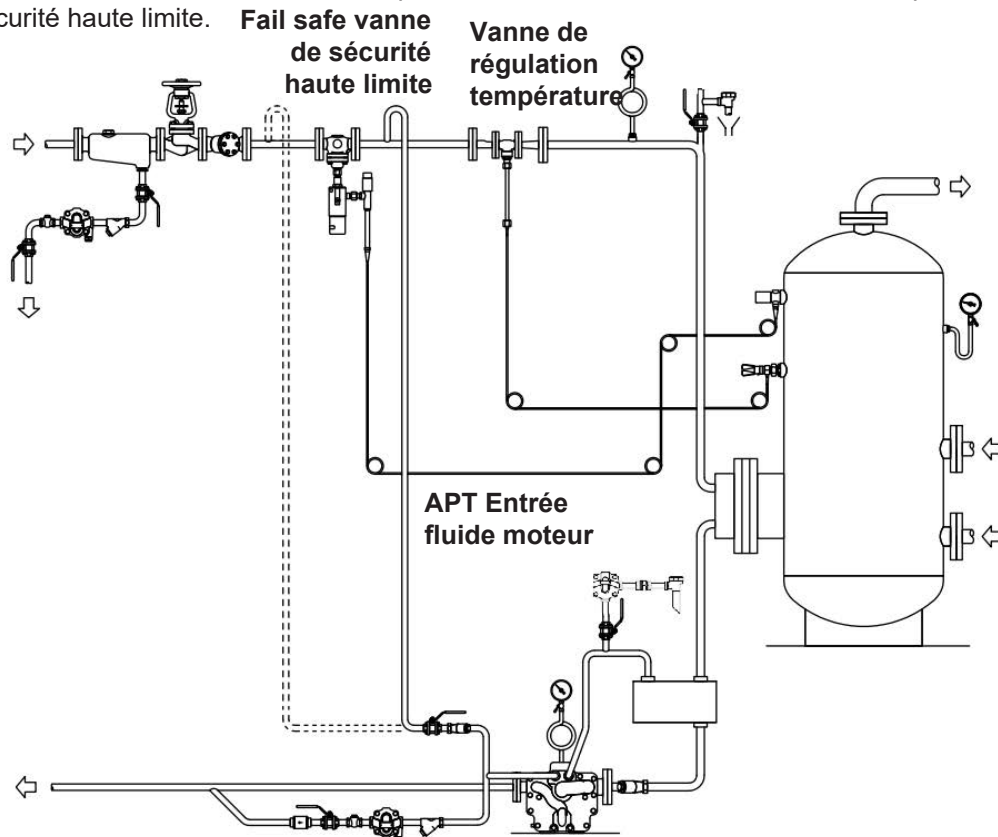 curité haute limite.
Fail safe vanne
de sécurité
haute limite
Vanne de
régulation
température
APT Entrée
fluide moteur